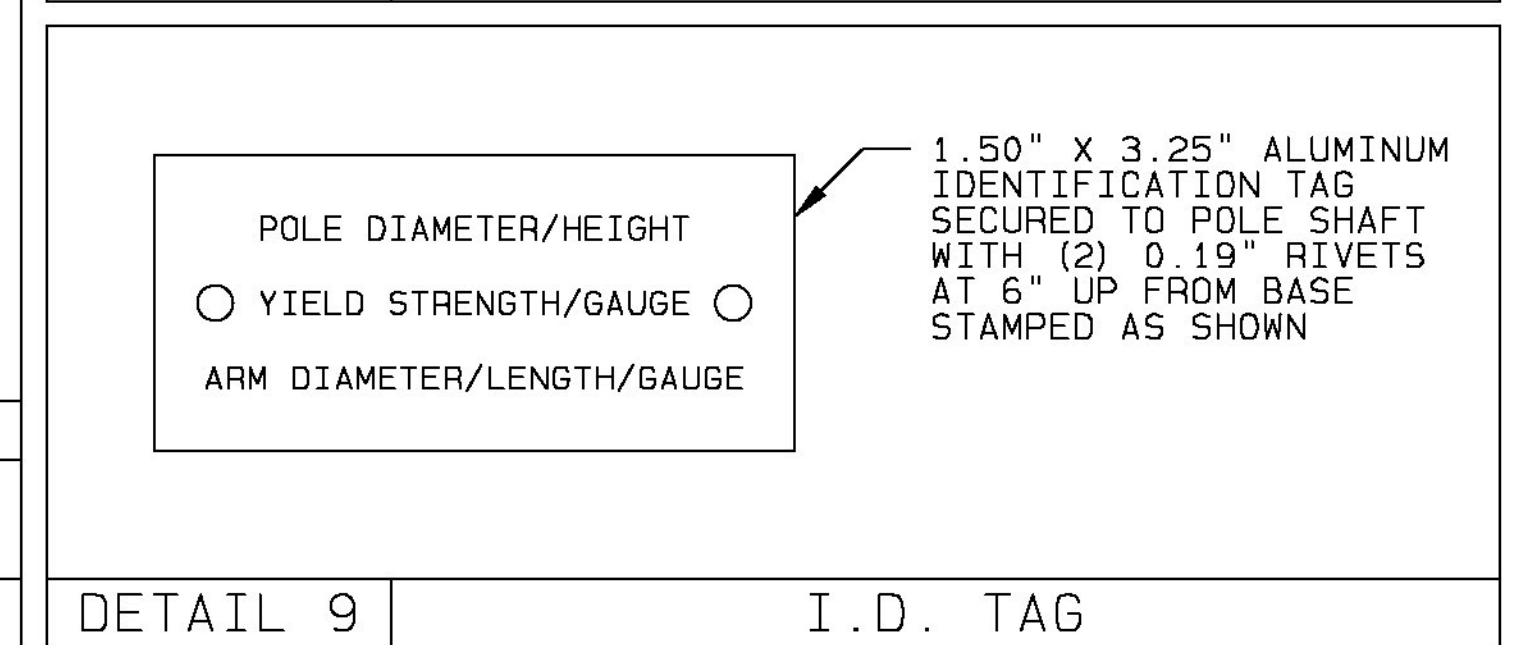 POLE DIAMETER/HEIGHT
YIELD STRENGTH/GAUGE
ARM DIAMETER/LENGTH/GAUGE
1.50" X 3.25" ALUMINUM
IDENTIFICATION TAG
SECURED TO POLE SHAFT
WITH (2) 0.19" RIVETS
AT 6" UP FROM BASE
STAMPED AS SHOWN
DETAIL 9
I.D. TAG